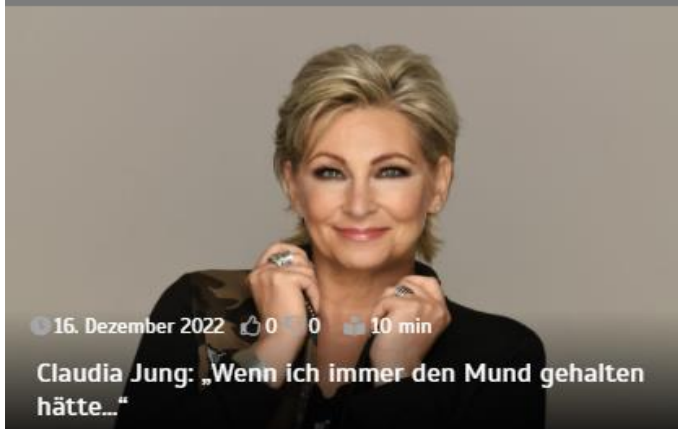 16. Dezember 2022 0 0 10 min
Claudia Jung: „Wenn ich immer den Mund gehalten
hätte...“